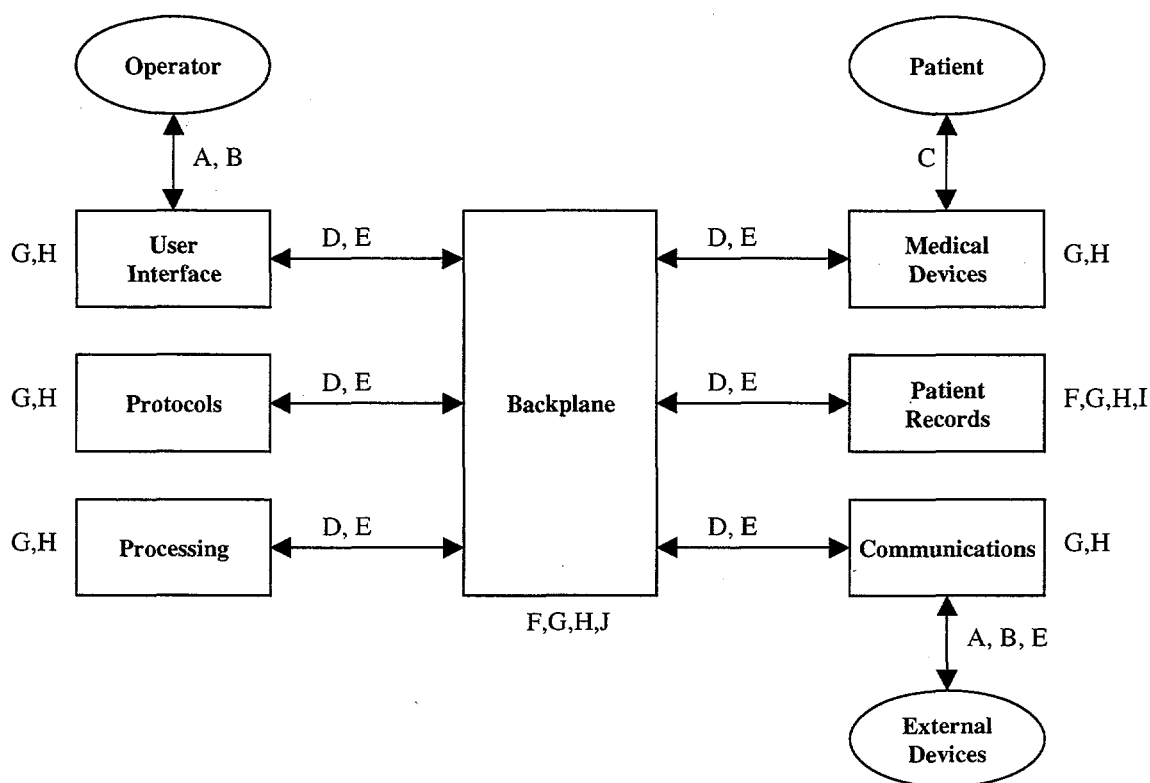 Operator
Patient
A, B
C
G,H
User
Interface
D, E
D, E
Medical
Devices
G,H
G,H
Protocols
D, E
Backplane
D, E
Patient
Records
F,G,H,I
G,H
Processing
D, E
D, E
Communications
G,H
F,G,H,J
A, B, E
External
Devices